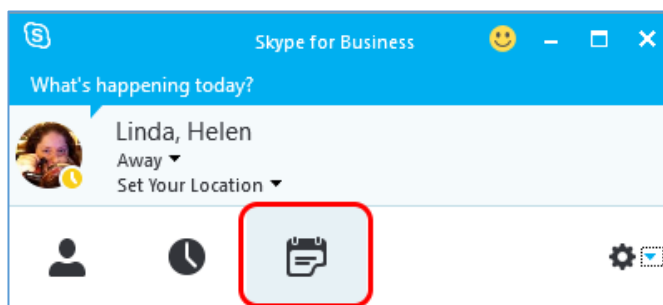 Skype for Business
What's happening today?
Linda, Helen
Away
Set Your Location